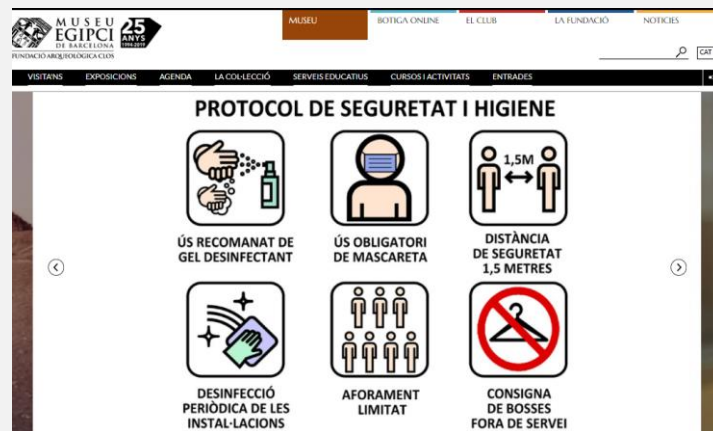 MUSEU
EGIPCI
DE BARCELONA
FUNDACIÓ ARQUEOLÒGICA CLOS
25
ANYS
1994-2019
MUSEU
BOTIGA ONLINE
EL CLUB
LA FUNDACIÓ
NOTICIES
CAT
VISITA'NS
EXPOSICIONS
AGENDA
LA COL·LECCIÓ
SERVEIS EDUCATIUS
CURSOS I ACTIVITATS
ENTRADES
PROTOCOL DE SEGURETAT I HIGIENE
1,5M
ÚS RECOMANAT DE
GEL DESINFECTANT
ÚS OBLIGATORI
DE MASCARETA
DISTÀNCIA
DE SEGURETAT
1,5 METRES
DESINFECCIÓ
PERIÒDICA DE LES
INSTAL·LACIONS
AFORAMENT
LIMITAT
CONSIGNA
DE BOSSES
FORA DE SERVEI